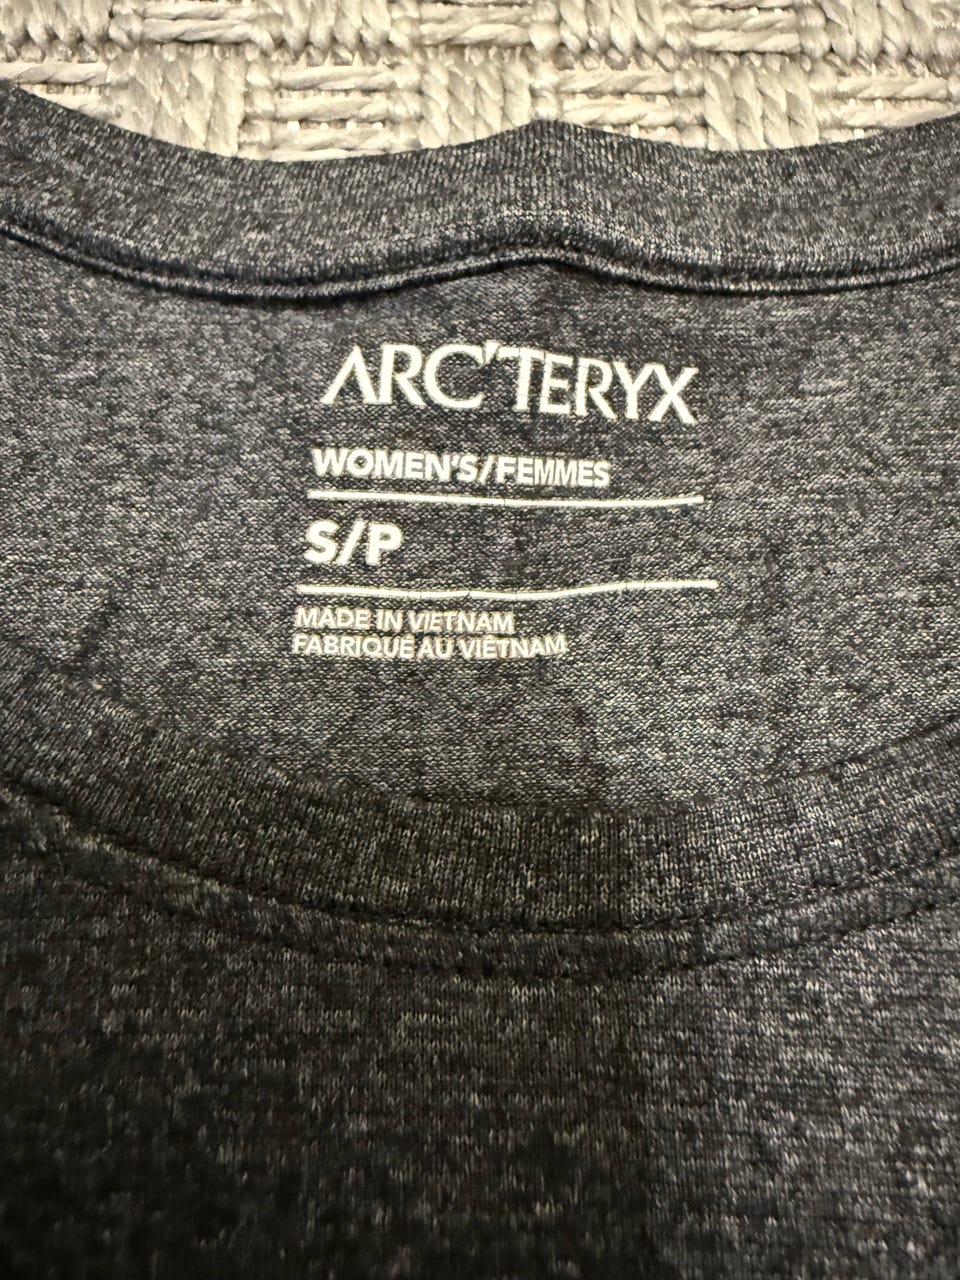 ARC'TERYX
WOMEN'S/FEMMES
S/P
MADE IN VIETNAM
FABRIQUÉ AU VIÊTNAM